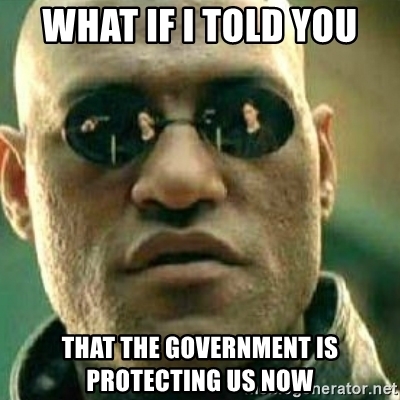 WHAT IF I TOLD YOU
THAT THE GOVERNMENT IS
PROTECTING US NOW